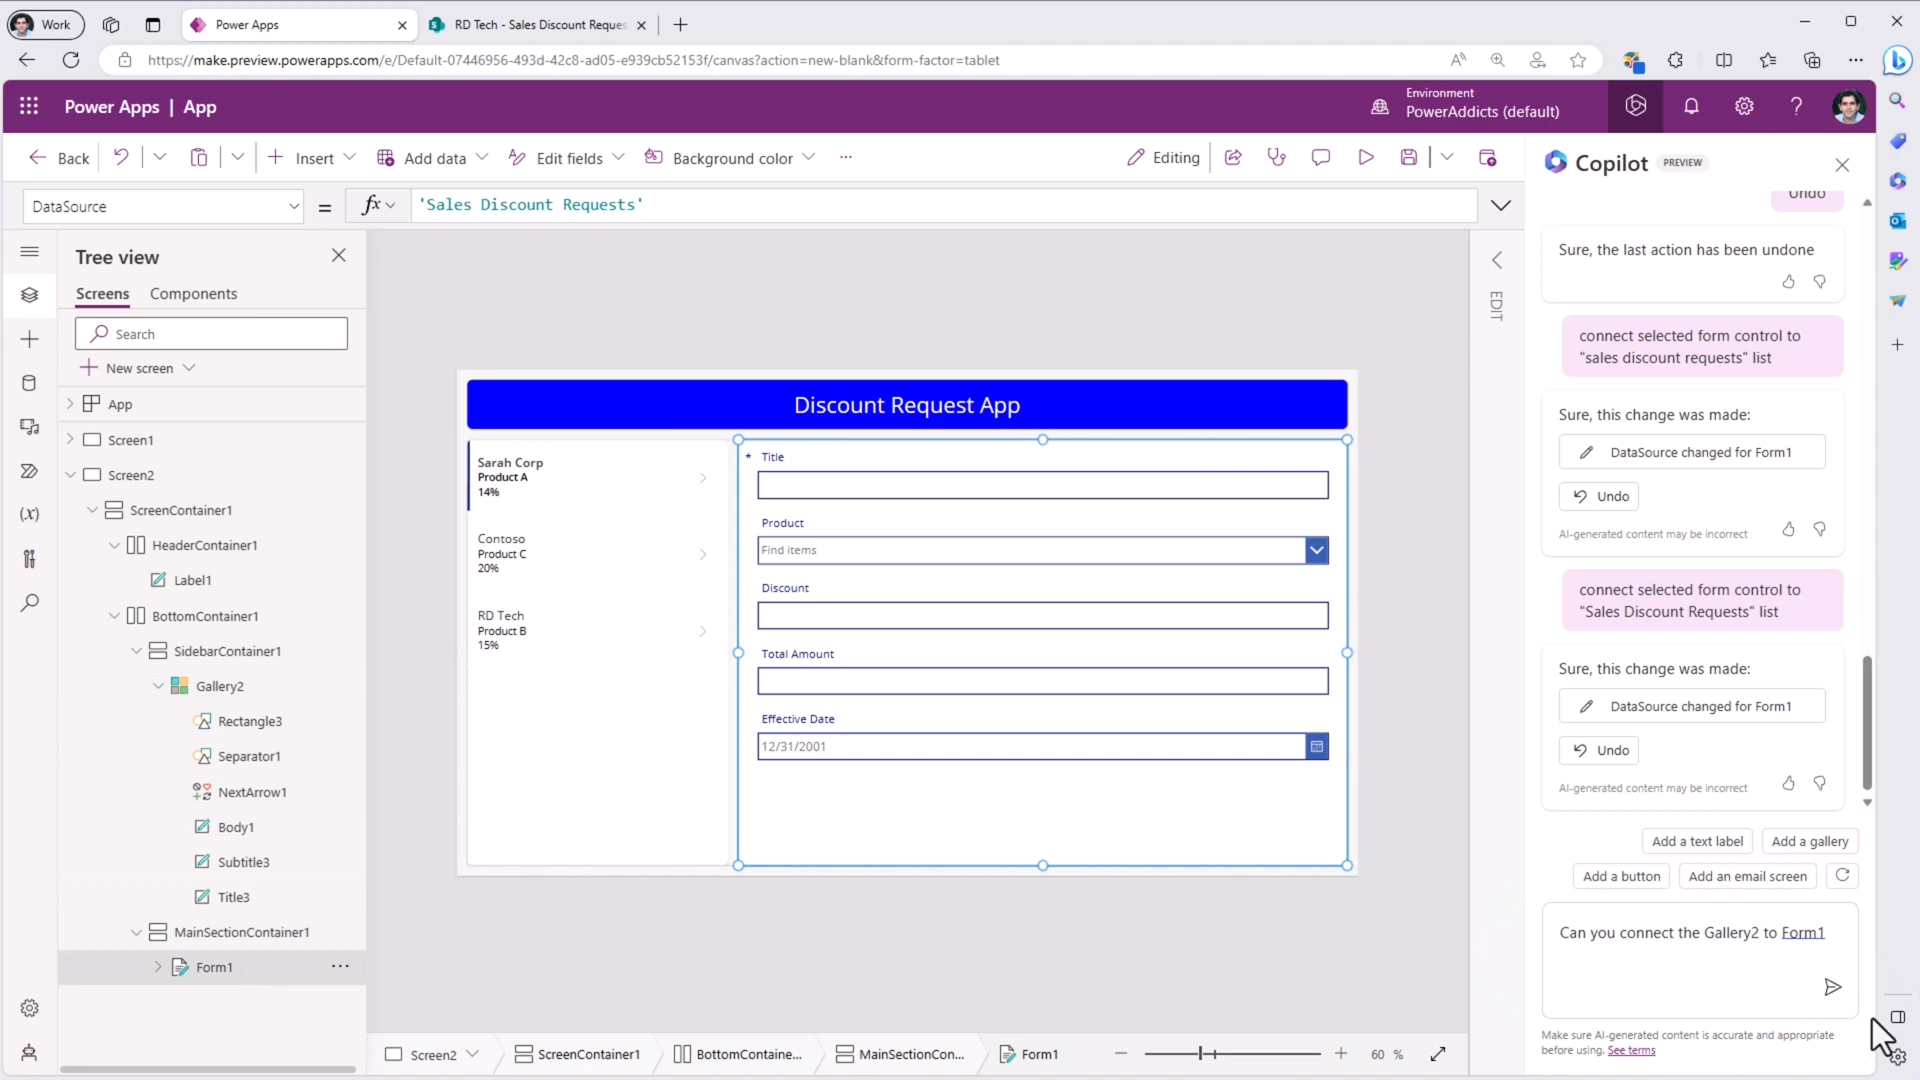 Work
Power Apps
RD Tech - Sales Discount Reques
https://make.preview.powerapps.com/e/Default-07446956-493d-42c8-ad05-e939cb52153f/canvas?action=new-blank&form-factor=tablet
Power Apps | App
Environment
PowerAddicts (default)
Back
Insert
Add data
Edit fields
Background color
Editing
DataSource
=
fx
'Sales Discount Requests'
Tree view
Screens
Components
Search
New screen
App
Screen1
Screen2
ScreenContainer1
HeaderContainer1
Label1
BottomContainer1
SidebarContainer1
Gallery2
Rectangle3
Separator1
NextArrow1
Body1
Subtitle3
Title3
MainSectionContainer1
Form1
Discount Request App
Sarah Corp
Product A
14%
Contoso
Product C
20%
RD Tech
Product B
15%
* Title
Product
Find items
Discount
Total Amount
Effective Date
12/31/2001
EDIT
Screen2
ScreenContainer1
BottomContaine...
MainSectionCon...
Form1
60 %
Copilot PREVIEW
Undo
Sure, the last action has been undone
connect selected form control to
"sales discount requests" list
Sure, this change was made:
DataSource changed for Form1
Undo
AI-generated content may be incorrect
connect selected form control to
"Sales Discount Requests" list
Sure, this change was made:
DataSource changed for Form1
Undo
AI-generated content may be incorrect
Add a text label
Add a gallery
Add a button
Add an email screen
Can you connect the Gallery2 to Form1
Make sure AI-generated content is accurate and appropriate
before using. See terms